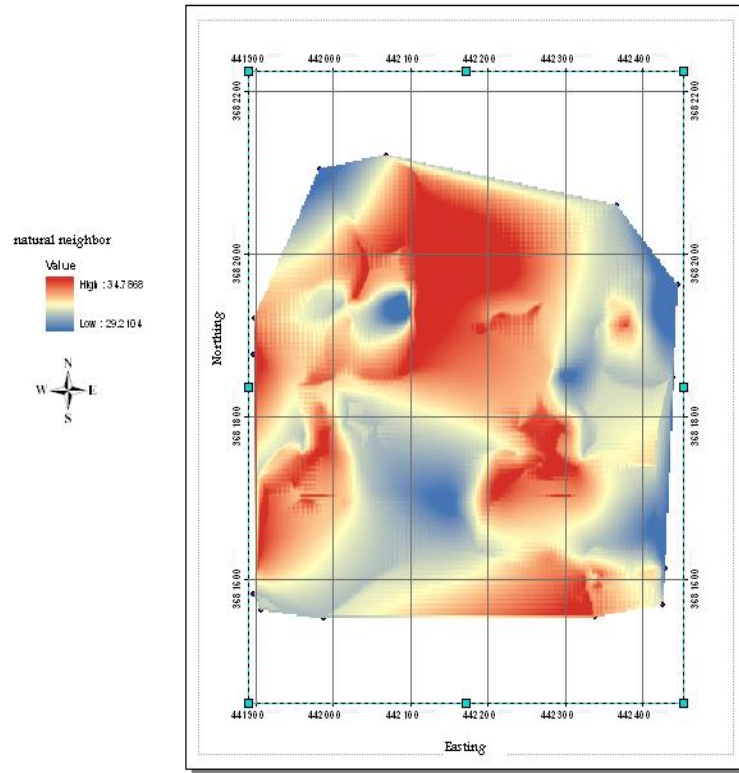 441900 442000 442100 442200 442300 442400
3682200 3682200
natural neighbor
Value
High : 34.7868
Low : 29.2104
3682000 3682000
Northing
N
W E
S
3681800 3681800
3681600 3681600
441900 442000 442100 442200 442300 442400
Easting